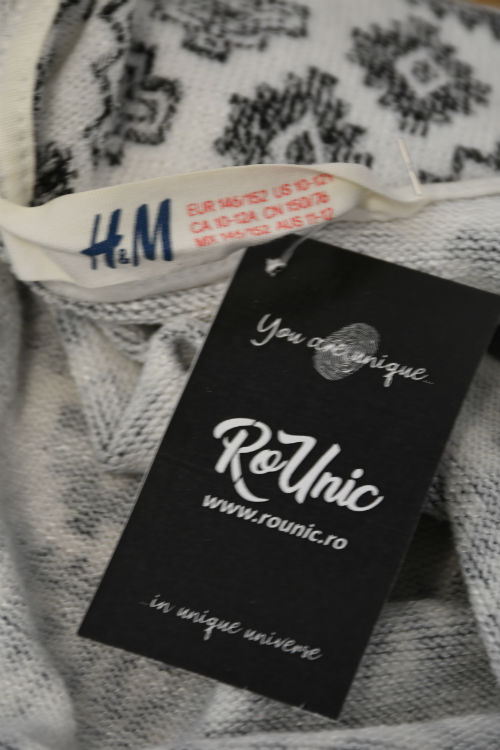 H&M
EUR 146/152 US 10-12Y
CA 10-12A CN 150/76
MX 146/152 AUS 11-12
You are unique...
RoUnic
www.rounic.ro
...in unique universe